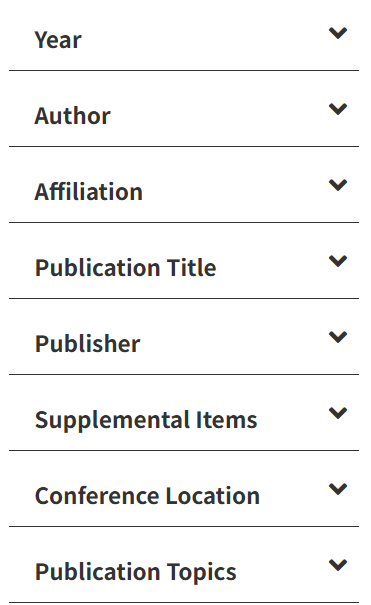 Year
Author
Affiliation
Publication Title
Publisher
Supplemental Items
Conference Location
Publication Topics